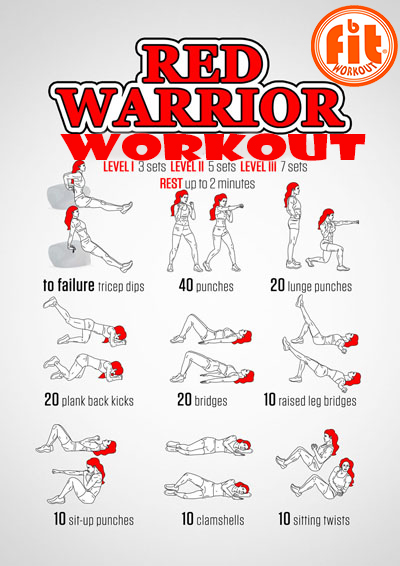 b
fit
WORKOUT
RED
WARRIOR
WORKOUT
LEVEL I 3 sets LEVEL II 5 sets LEVEL III 7 sets
REST up to 2 minutes
to failure tricep dips
40 punches
20 lunge punches
20 plank back kicks
20 bridges
10 raised leg bridges
10 sit-up punches
10 clamshells
10 sitting twists